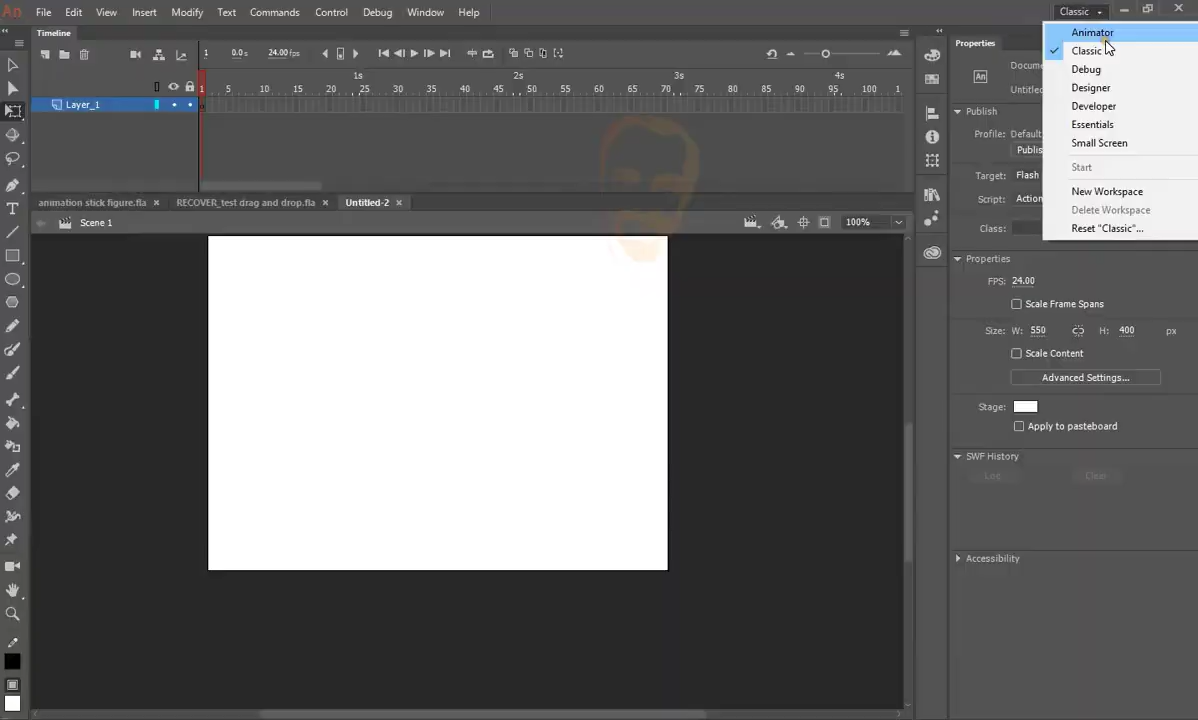 An File Edit View Insert Modify Text Commands Control Debug Window Help Classic
Timeline
1 0.0 s 24.00 fps
1s 2s 3s 4s
1 5 10 15 20 25 30 35 40 45 50 55 60 65 70 75 80 85 90 95 100 1
Layer_1
animation stick figure.fla RECOVER_test drag and drop.fla Untitled-2
Scene 1 100%
Animator
Classic
Debug
Designer
Developer
Essentials
Small Screen
Start
New Workspace
Delete Workspace
Reset "Classic"...
Properties
An Docume
Untitled
Publish
Profile: Default
Publis
Target: Flash
Script: Action
Class:
Properties
FPS: 24.00
Scale Frame Spans
Size: W: 550 H: 400 px
Scale Content
Advanced Settings...
Stage:
Apply to pasteboard
SWF History
Log... Clear
Accessibility